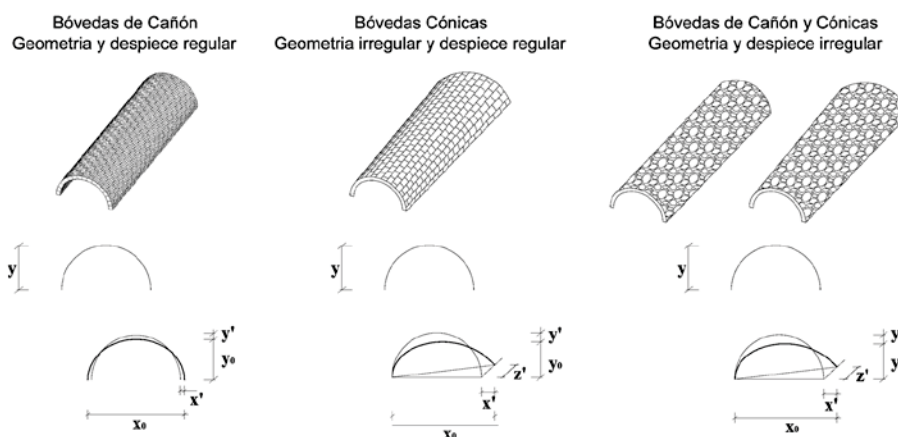 Bóvedas de Cañón
Geometria y despiece regular
Bóvedas Cónicas
Geometria irregular y despiece regular
Bóvedas de Cañón y Cónicas
Geometria y despiece irregular
y
y
y
y'
y₀
x'
x₀
y'
y₀
z'
x'
x₀
y
y
z'
x'
x₀